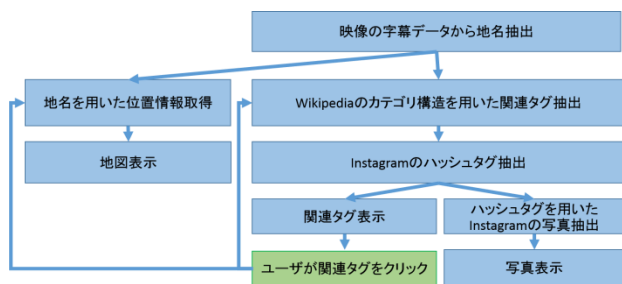 映像の字幕データから地名抽出
地名を用いた位置情報取得
Wikipediaのカテゴリ構造を用いた関連タグ抽出
地図表示
Instagramのハッシュタグ抽出
関連タグ表示
ハッシュタグを用いた
Instagramの写真抽出
ユーザが関連タグをクリック
写真表示